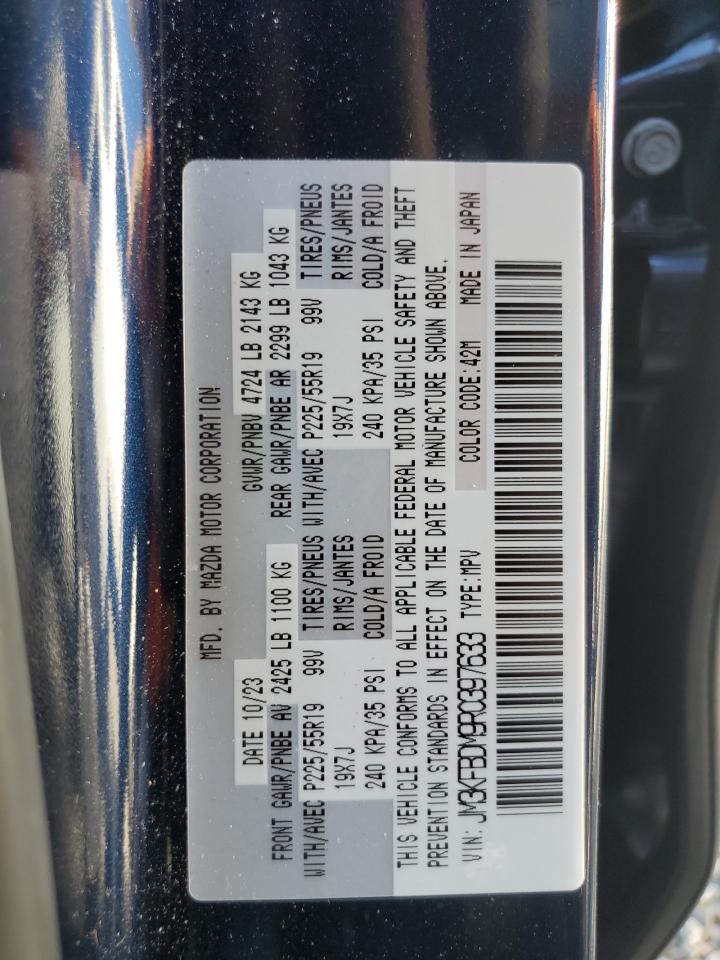 MFD. BY MAZDA MOTOR CORPORATION
DATE 10/23 GVWR/PNBV 4724 LB 2143 KG
FRONT GAWR/PNBE AV 2425 LB 1100 KG REAR GAWR/PNBE AR 2299 LB 1043 KG
WITH/AVEC P225/55R19 99V TIRES/PNEUS WITH/AVEC P225/55R19 99V TIRES/PNEUS
19X7J RIMS/JANTES 19X7J RIMS/JANTES
240 KPA/35 PSI COLD/A FROID 240 KPA/35 PSI COLD/A FROID
THIS VEHICLE CONFORMS TO ALL APPLICABLE FEDERAL MOTOR VEHICLE SAFETY AND THEFT
PREVENTION STANDARDS IN EFFECT ON THE DATE OF MANUFACTURE SHOWN ABOVE.
VIN: JM3KFBDM9R0397633 TYPE:MPV COLOR CODE:42M MADE IN JAPAN